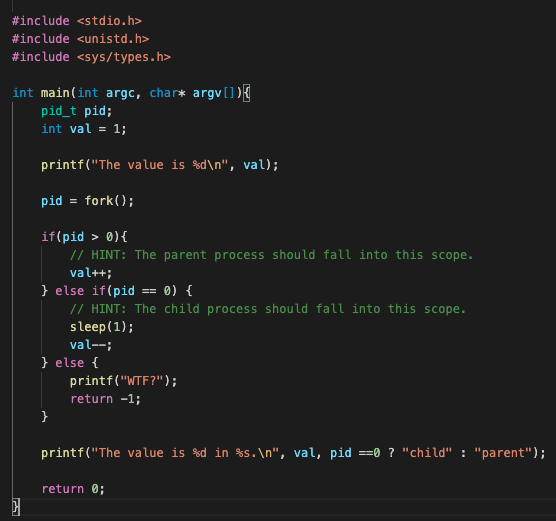 #include <stdio.h>
#include <unistd.h>
#include <sys/types.h>
int main(int argc, char* argv[]){
pid_t pid;
int val = 1;
printf("The value is %d\n", val);
pid = fork();
if(pid > 0){
// HINT: The parent process should fall into this scope.
val++;
} else if(pid == 0) {
// HINT: The child process should fall into this scope.
sleep(1);
val--;
} else {
printf("WTF?");
return -1;
}
printf("The value is %d in %s.\n", val, pid ==0 ? "child" : "parent");
return 0;
}